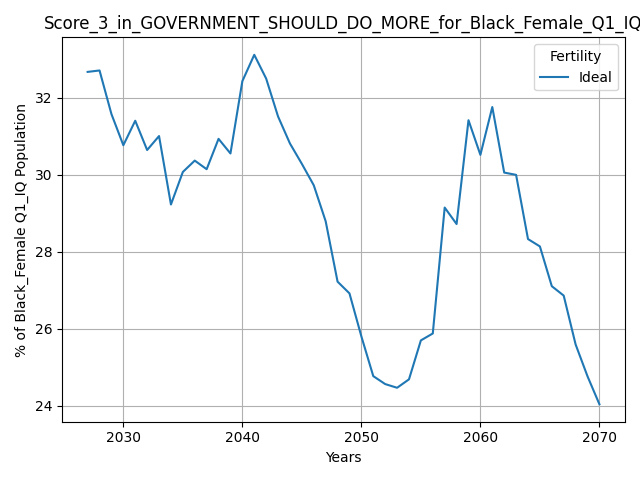 Score_3_in_GOVERNMENT_SHOULD_DO_MORE_for_Black_Female_Q1_IQ
Fertility
Ideal
% of Black_Female Q1_IQ Population
32
30
28
26
24
2030 2040 2050 2060 2070
Years